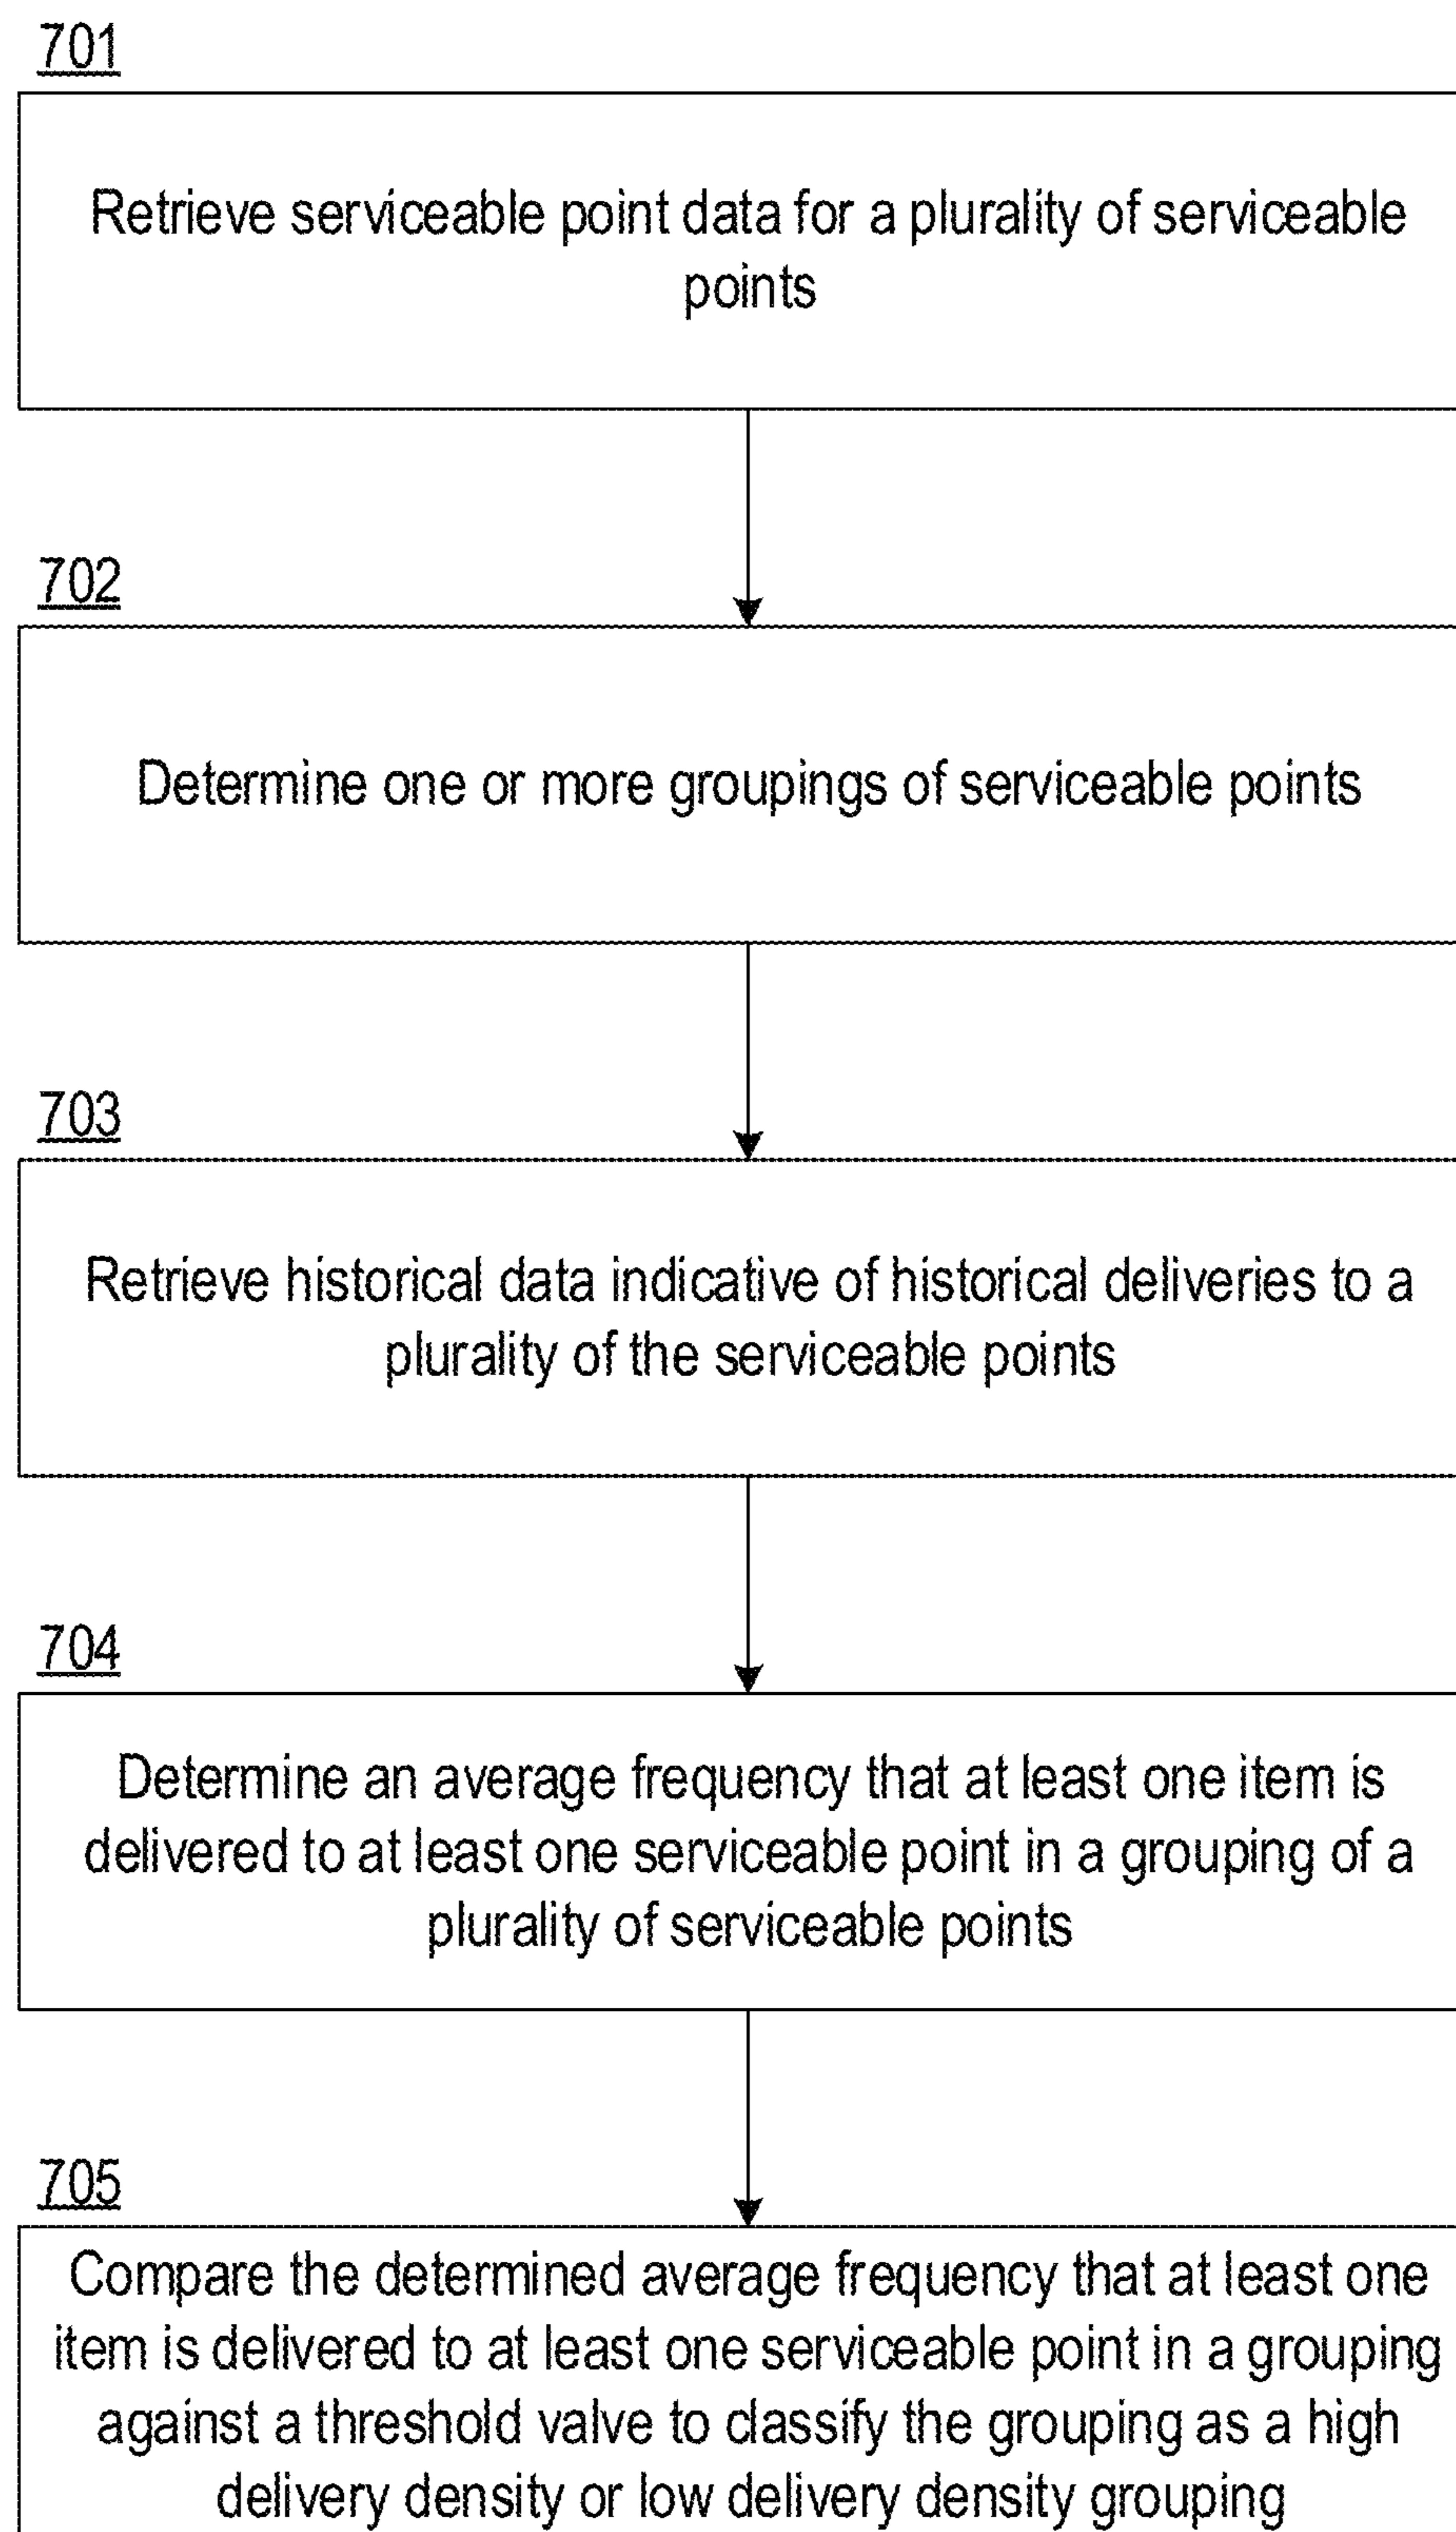 701
Retrieve serviceable point data for a plurality of serviceable
points
702
Determine one or more groupings of serviceable points
703
Retrieve historical data indicative of historical deliveries to a
plurality of the serviceable points
704
Determine an average frequency that at least one item is
delivered to at least one serviceable point in a grouping of a
plurality of serviceable points
705
Compare the determined average frequency that at least one
item is delivered to at least one serviceable point in a grouping
against a threshold valve to classify the grouping as a high
delivery density or low delivery density grouping